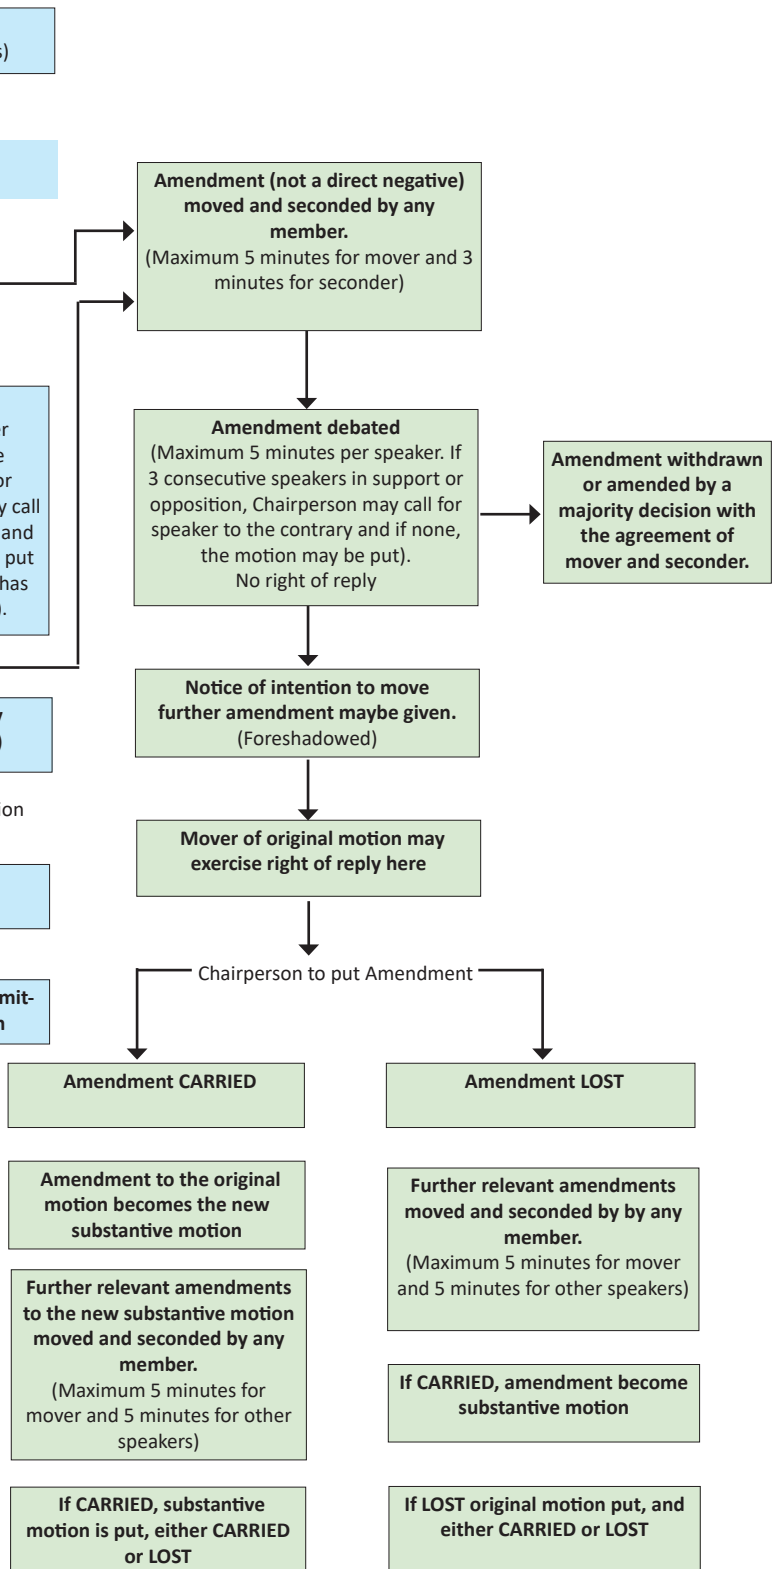 s)
Amendment (not a direct negative)
moved and seconded by any
member.
(Maximum 5 minutes for mover and 3
minutes for seconder)
r
e
or
y call
and
put
has
).
Amendment debated
(Maximum 5 minutes per speaker. If
3 consecutive speakers in support or
opposition, Chairperson may call for
speaker to the contrary and if none,
the motion may be put).
No right of reply
Amendment withdrawn
or amended by a
majority decision with
the agreement of
mover and seconder.
Notice of intention to move
further amendment maybe given.
(Foreshadowed)
)
ion
Mover of original motion may
exercise right of reply here
Chairperson to put Amendment
mit-
n
Amendment CARRIED
Amendment to the original
motion becomes the new
substantive motion
Further relevant amendments
to the new substantive motion
moved and seconded by any
member.
(Maximum 5 minutes for
mover and 5 minutes for other
speakers)
If CARRIED, substantive
motion is put, either CARRIED
or LOST
Amendment LOST
Further relevant amendments
moved and seconded by by any
member.
(Maximum 5 minutes for mover
and 5 minutes for other speakers)
If CARRIED, amendment become
substantive motion
If LOST original motion put, and
either CARRIED or LOST